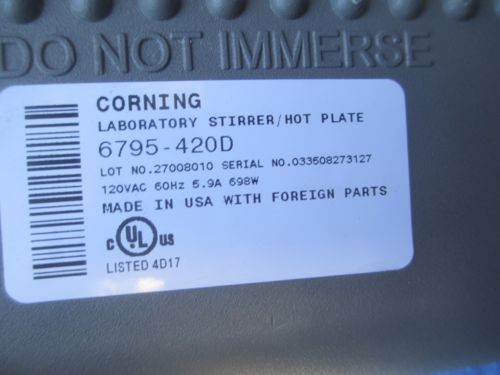 DO NOT IMMERSE
CORNING
LABORATORY STIRRER/HOT PLATE
6795-420D
LOT NO.27008010 SERIAL NO.033508273127
120VAC 60Hz 5.9A 698W
MADE IN USA WITH FOREIGN PARTS
C UL US
LISTED 4D17